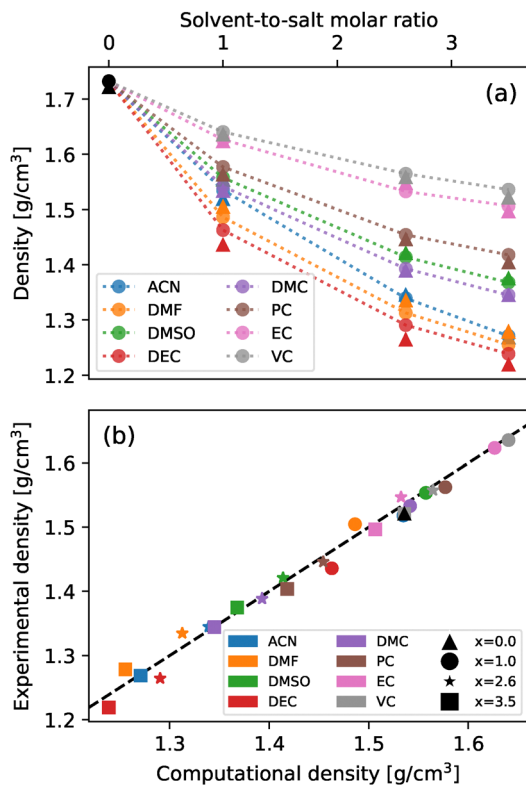 Solvent-to-salt molar ratio
0 1 2 3
(a)
Density [g/cm³]
1.7
1.6
1.5
1.4
1.3
1.2
ACN DMC
DMF PC
DMSO EC
DEC VC
(b)
Experimental density [g/cm³]
1.6
1.5
1.4
1.3
1.2
ACN DMC x=0.0
DMF PC x=1.0
DMSO EC x=2.6
DEC VC x=3.5
1.3 1.4 1.5 1.6
Computational density [g/cm³]